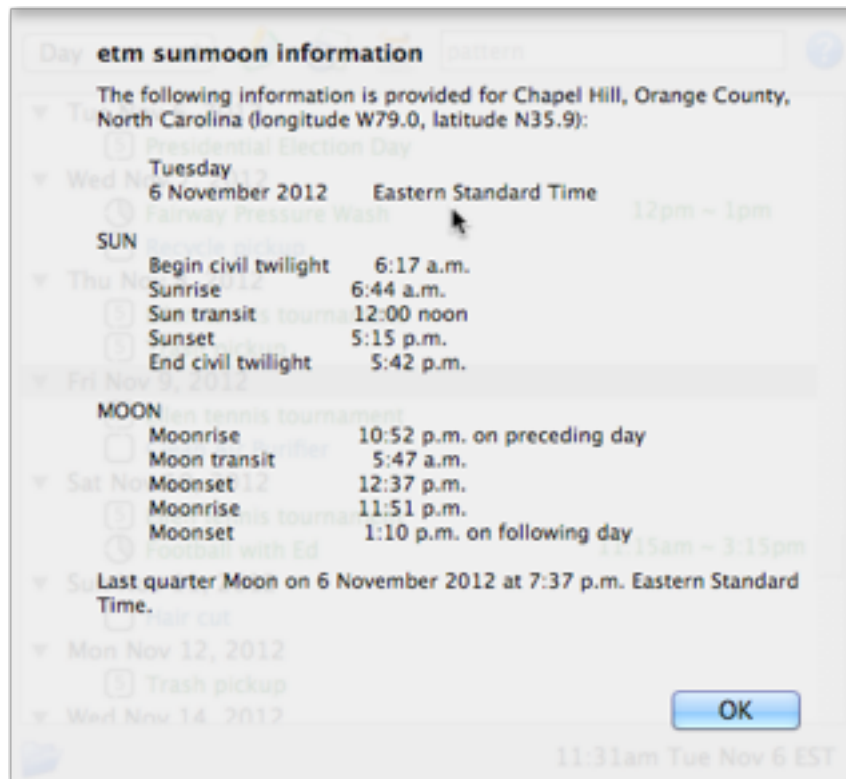 Day
pattern
etm sunmoon information
The following information is provided for Chapel Hill, Orange County,
North Carolina (longitude W79.0, latitude N35.9):
Presidential Election Day
Tuesday
6 November 2012 Eastern Standard Time
Fairway Pressure Wash 12pm ~ 1pm
Recycle pickup
SUN
Begin civil twilight 6:17 a.m.
Sunrise 6:44 a.m.
Sun transit 12:00 noon
Sunset 5:15 p.m.
End civil twilight 5:42 p.m.
Fri Nov 9, 2012
MOON
tennis tournament
Moonrise 10:52 p.m. on preceding day
Moon transit 5:47 a.m.
Moonset 12:37 p.m.
Moonrise 11:51 p.m.
Moonset 1:10 p.m. on following day
Football with Ed 11:15am ~ 3:15pm
Last quarter Moon on 6 November 2012 at 7:37 p.m. Eastern Standard
Time.
Hair cut
Mon Nov 12, 2012
Trash pickup
OK
Wed Nov 14, 2012
11:31am Tue Nov 6 EST